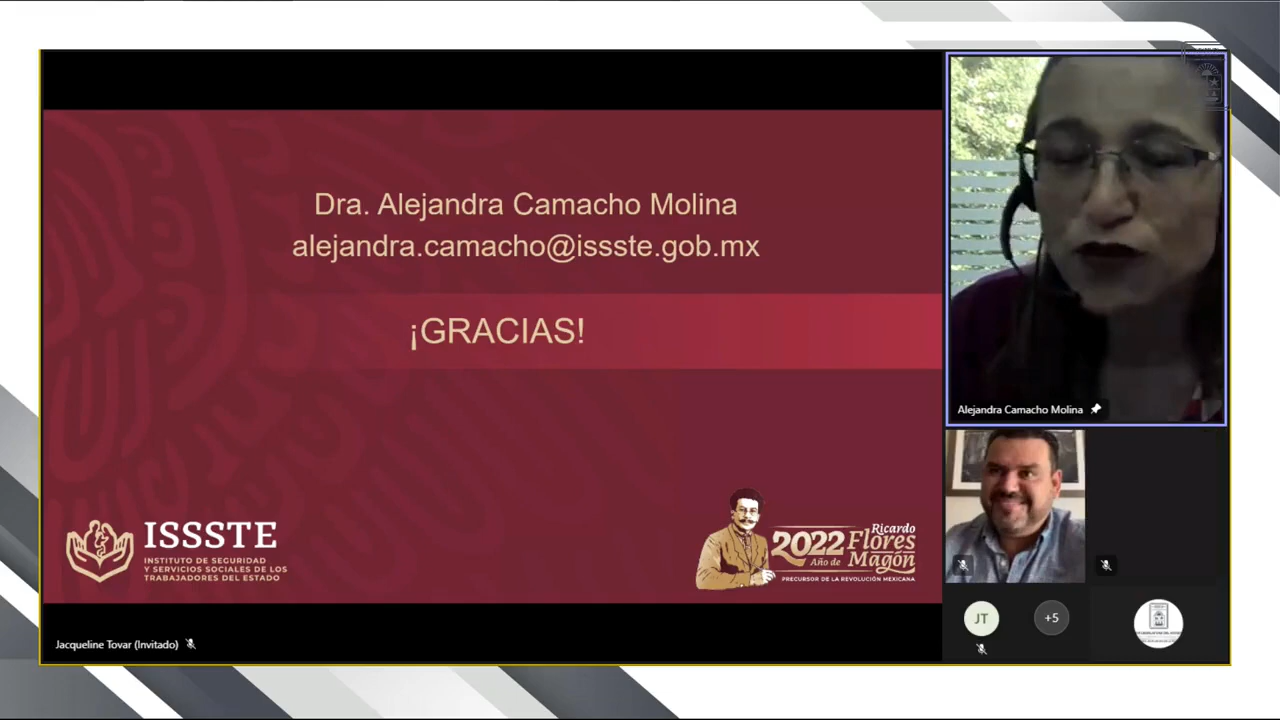 Dra. Alejandra Camacho Molina
alejandra.camacho@issste.gob.mx
¡GRACIAS!
ISSSTE
INSTITUTO DE SEGURIDAD
Y SERVICIOS SOCIALES DE LOS
TRABAJADORES DEL ESTADO
2022
Año de
Ricardo
Flores
Magón
PRECURSOR DE LA REVOLUCIÓN MEXICANA
Jacqueline Tovar (Invitado)
Alejandra Camacho Molina
JT
+5